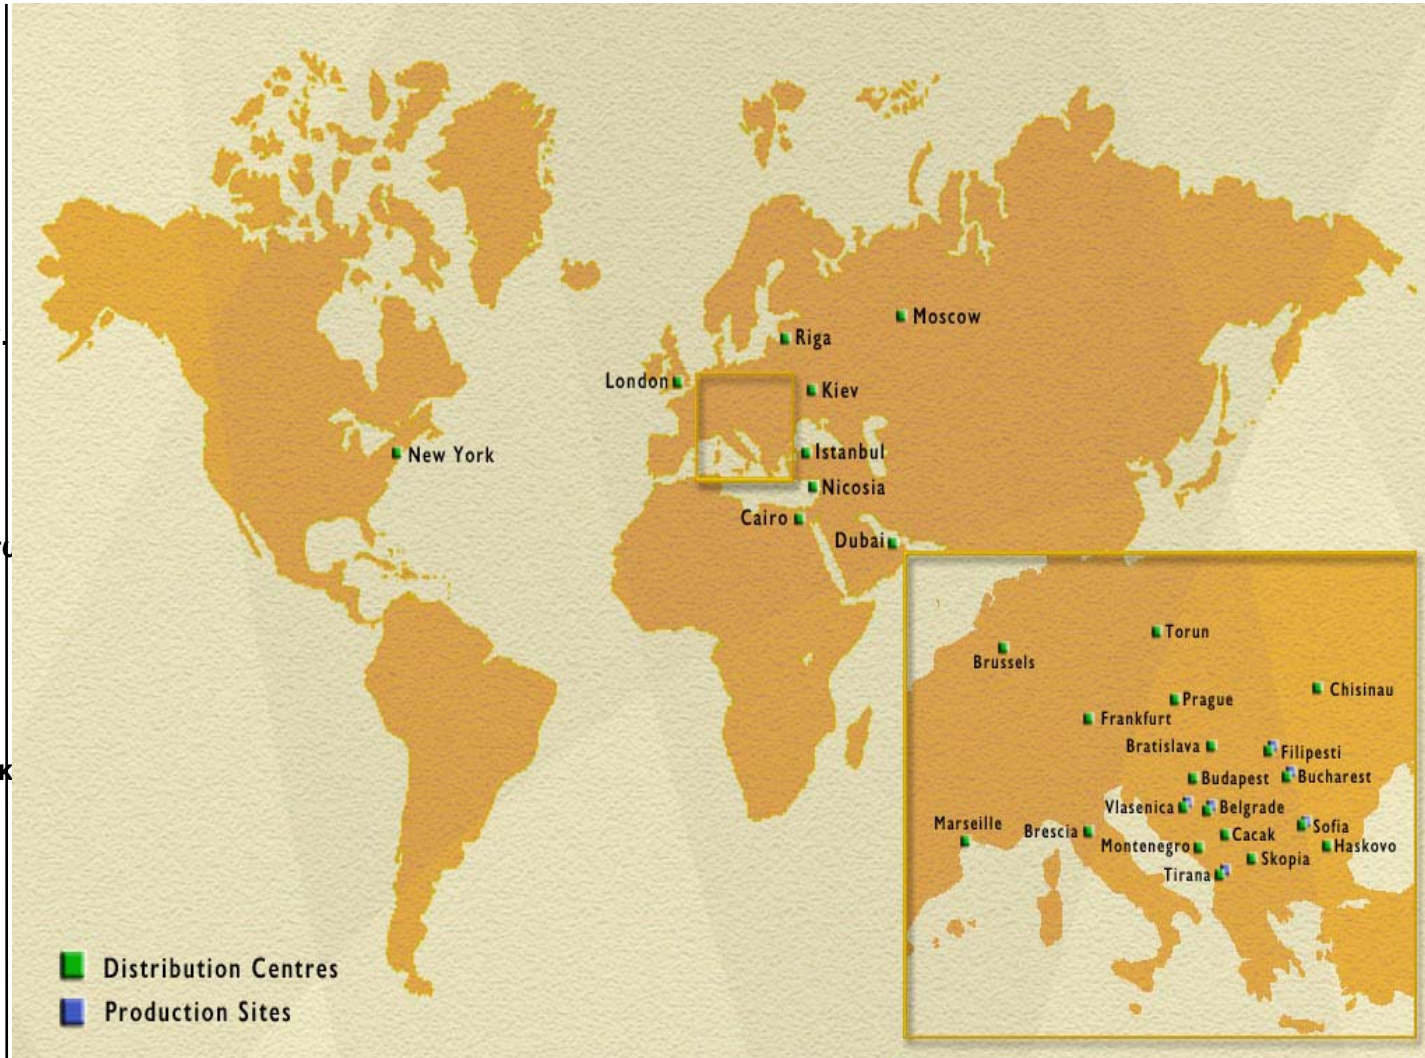 Moscow
Riga
London
Kiev
New York
Istanbul
Nicosia
Cairo
Dubai
Torun
Brussels
Chisinau
Prague
Frankfurt
Bratislava
Filipesti
Budapest
Bucharest
Vlasenica
Belgrade
Marseille
Brescia
Cacak
Sofia
Montenegro
Haskovo
Skopia
Tirana
Distribution Centres
Production Sites